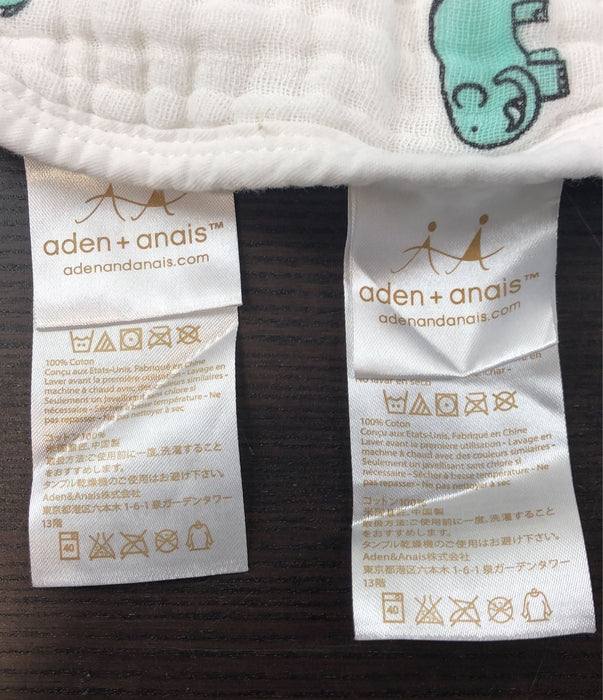 aden + anais™
adenandanais.com
100% Coton
Conçu aux Etats-Unis, Fabriqué en Chine
Laver avant la première utilisation - Lavage en
machine à chaud avec des couleurs similaires -
Seulement un javellisant sans chlore si
nécessaire - Sans passage au sèche-
repasser. Ne pas nettoyer à sec
コットン100%
米国企画、中国製
取扱方法:ご使用前に一度、洗濯すること
をおすすめします。
タンブル乾燥機のご使用はお避け下さい。
Aden&Anais株式会社
東京都港区六本木1-6-1泉ガーデンタワー
13階
40
aden + anais™
adenandanais.com
100% Coton
Conçu aux Etats-Unis, Fabriqué en Chine
Laver avant la première utilisation - Lavage en
machine à chaud avec des couleurs similaires -
Seulement un javellisant sans chlore si
nécessaire - température - Ne
pas repasser. Ne pas nettoyer à sec
コットン100%
中国製
取扱方法:ご使用前に一度、洗濯すること
をおすすめします。
タンブル乾燥機のご使用はお避け下さい。
Aden&Anais株式会社
東京都港区六本木1-6-1泉ガーデンタワー
13階
40